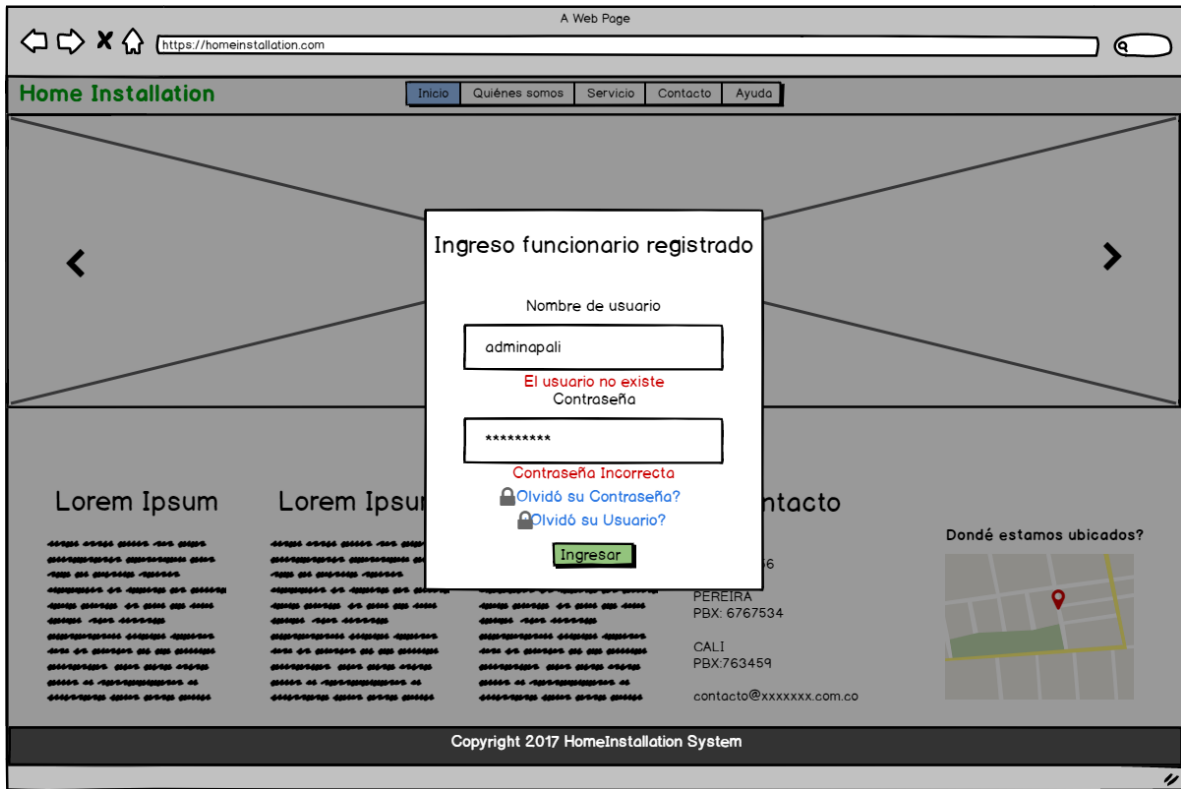 A Web Page
https://homeinstallation.com
Home Installation
Inicio
Quiénes somos
Servicio
Contacto
Ayuda
Ingreso funcionario registrado
Nombre de usuario
adminapali
El usuario no existe
Contraseña
*********
Contraseña Incorrecta
Olvidó su Contraseña?
Olvidó su Usuario?
Ingresar
Lorem Ipsum
Lorem Ipsu
ntacto
6
PEREIRA
PBX: 6767534
CALI
PBX:763459
contacto@xxxxxxx.com.co
Dondé estamos ubicados?
Copyright 2017 HomeInstallation System